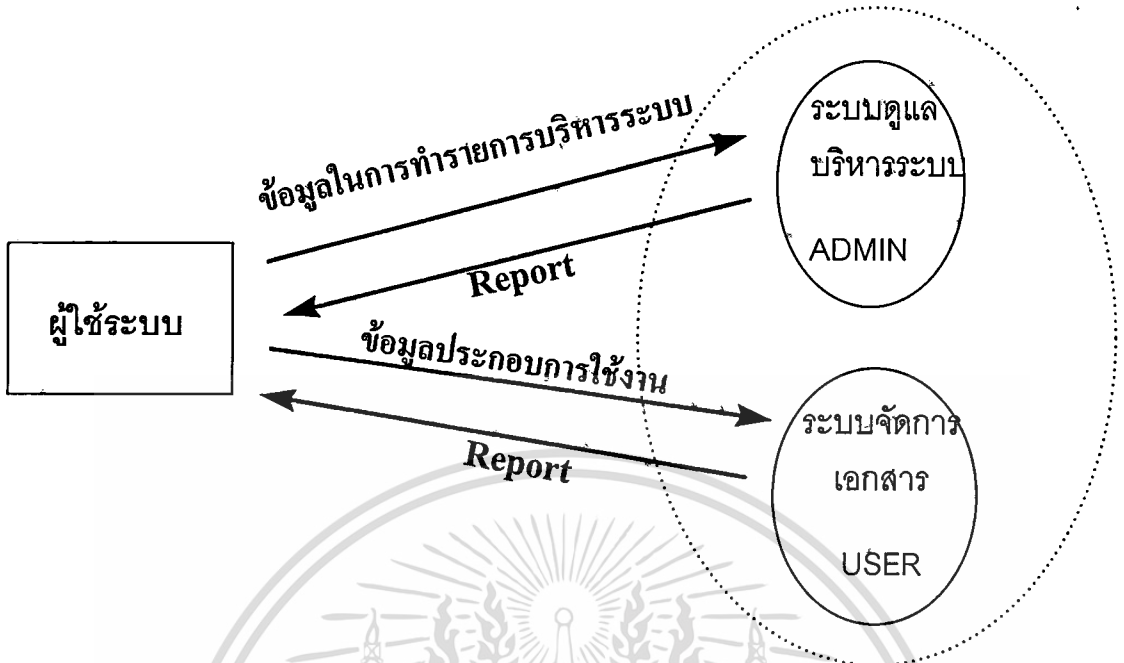 ข้อมูลในการทำรายการบริหารระบบ
ระบบดูแล
บริหารระบบ
ADMIN
Report
ผู้ใช้ระบบ
ข้อมูลประกอบการใช้งาน
ระบบจัดการ
เอกสาร
USER
Report